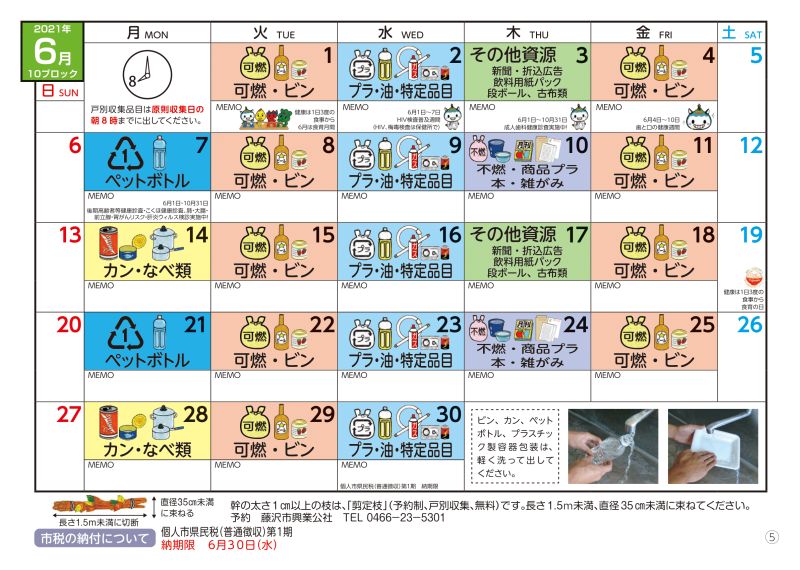 2021年
6月
10ブロック
日 SUN
月 MON
火 TUE
水 WED
木 THU
金 FRI
土 SAT
8
戸別収集品目は原則収集日の
朝8時までに出してください。
可燃
1
可燃・ビン
MEMO
健康は1日3度の
食事から
6月は食育月間
プラ
2
プラ・油・特定品目
MEMO
6月1日～7日
HIV検査普及週間
(HIV、梅毒検査は保健所で)
その他資源 3
新聞・折込広告
飲料用紙パック
段ボール、古布類
MEMO
6月1日～10月31日
成人歯科健康診査実施中!
可燃
4
可燃・ビン
MEMO
6月4日～10日
歯と口の健康週間
5
6
1
7
ペットボトル
MEMO
6月1日-10月31日
後期高齢者等健康診査・こくほ健康診査、肺・大腸・
前立腺・胃がんリスク・肝炎ウィルス検診実施中!
可燃
8
可燃・ビン
MEMO
プラ
9
プラ・油・特定品目
MEMO
不燃
10
不燃・商品プラ
本・雑がみ
MEMO
可燃
11
可燃・ビン
MEMO
12
13
14
カン・なべ類
MEMO
可燃
15
可燃・ビン
MEMO
プラ
16
プラ・油・特定品目
MEMO
その他資源 17
新聞・折込広告
飲料用紙パック
段ボール、古布類
MEMO
可燃
18
可燃・ビン
MEMO
19
健康は1日3度の
食事から
食育の日
20
1
21
ペットボトル
MEMO
可燃
22
可燃・ビン
MEMO
プラ
23
プラ・油・特定品目
MEMO
不燃
24
不燃・商品プラ
本・雑がみ
MEMO
可燃
25
可燃・ビン
MEMO
26
27
28
カン・なべ類
MEMO
可燃
29
可燃・ビン
MEMO
プラ
30
プラ・油・特定品目
MEMO
個人市県民税(普通徴収)第1期 納期限
ビン、カン、ペット
ボトル、プラスチッ
ク製容器包装は、
軽く洗って出して
ください。
直径35㎝未満
に束ねる
長さ1.5m未満に切断
幹の太さ1㎝以上の枝は、「剪定枝」(予約制、戸別収集、無料)です。長さ1.5m未満、直径35㎝未満に束ねてください。
予約 藤沢市興業公社 TEL 0466-23-5301
市税の納付について
個人市県民税(普通徴収)第1期
納期限 6月30日(水)
5